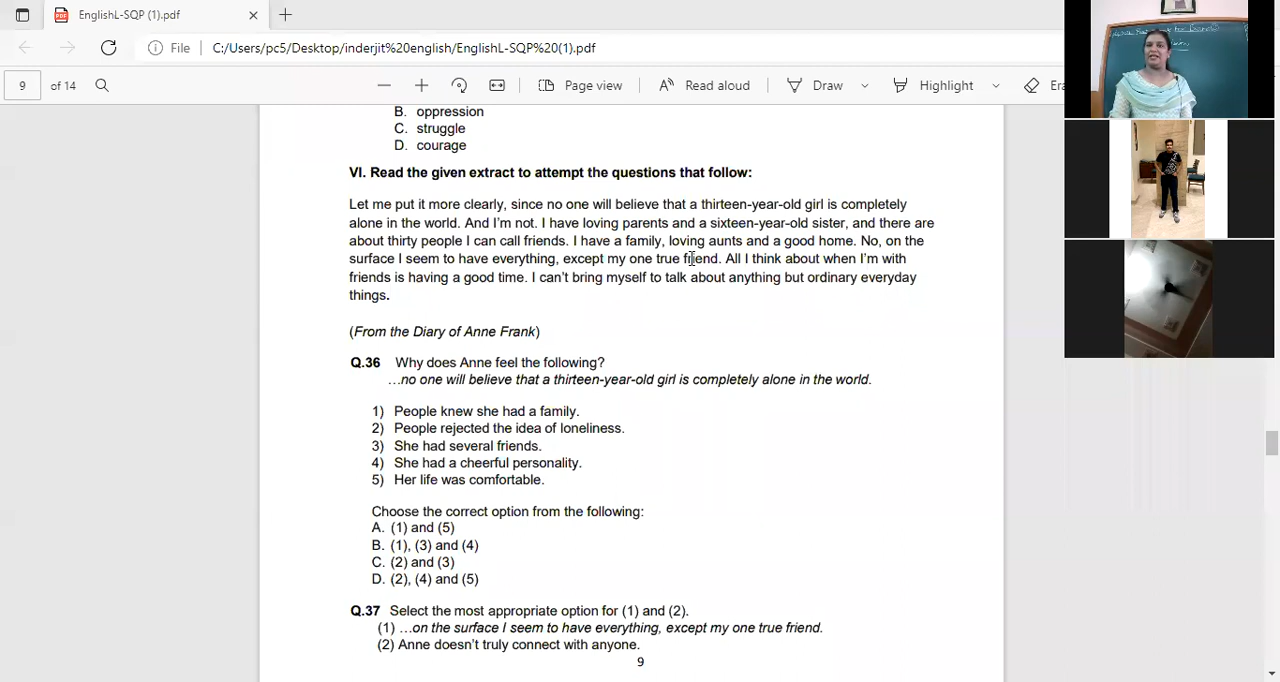 EnglishL-SQP (1).pdf
File
C:/Users/pc5/Desktop/inderjit%20english/EnglishL-SQP%20(1).pdf
9 of 14
Page view
Read aloud
Draw
Highlight
B. oppression
C. struggle
D. courage
VI. Read the given extract to attempt the questions that follow:
Let me put it more clearly, since no one will believe that a thirteen-year-old girl is completely
alone in the world. And I'm not. I have loving parents and a sixteen-year-old sister, and there are
about thirty people I can call friends. I have a family, loving aunts and a good home. No, on the
surface I seem to have everything, except my one true friend. All I think about when I'm with
friends is having a good time. I can't bring myself to talk about anything but ordinary everyday
things.
(From the Diary of Anne Frank)
Q.36 Why does Anne feel the following?
…no one will believe that a thirteen-year-old girl is completely alone in the world.
1) People knew she had a family.
2) People rejected the idea of loneliness.
3) She had several friends.
4) She had a cheerful personality.
5) Her life was comfortable.
Choose the correct option from the following:
A. (1) and (5)
B. (1), (3) and (4)
C. (2) and (3)
D. (2), (4) and (5)
Q.37 Select the most appropriate option for (1) and (2).
(1) …on the surface I seem to have everything, except my one true friend.
(2) Anne doesn't truly connect with anyone.
9